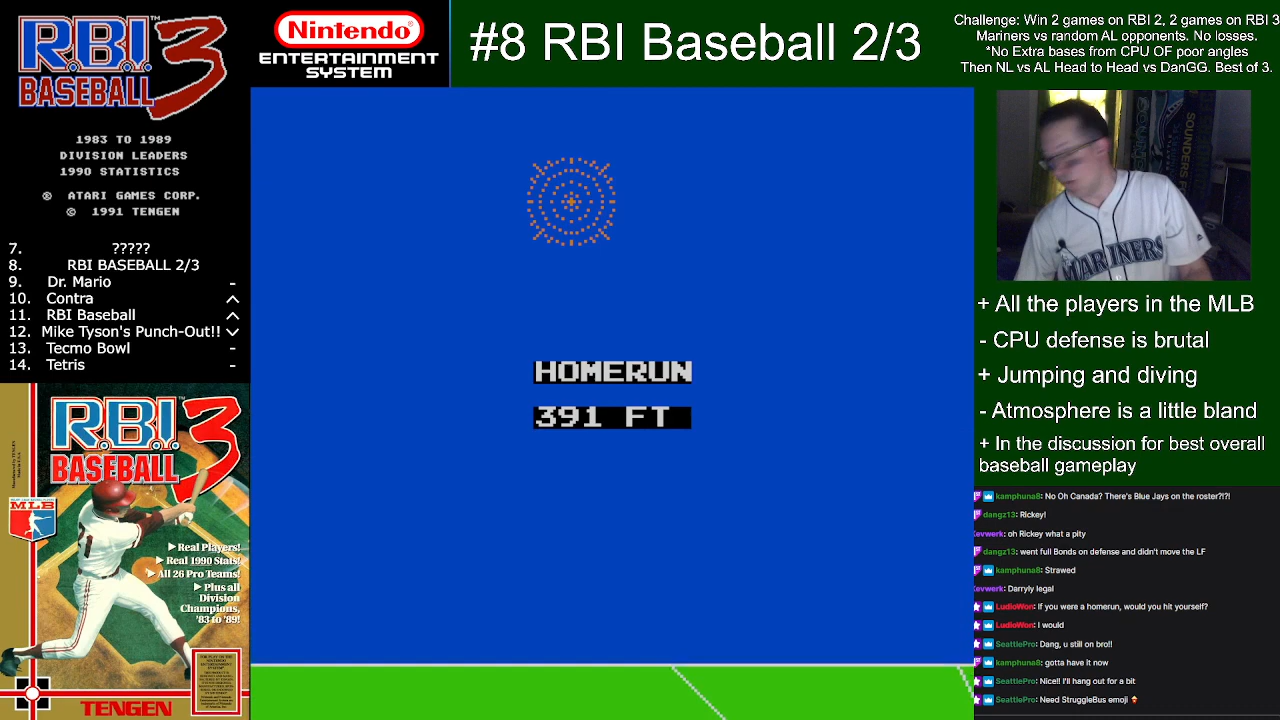 R.B.I. 3
BASEBALL
TM
1983 TO 1989
DIVISION LEADERS
1990 STATISTICS
® ATARI GAMES CORP.
© 1991 TENGEN
7. ?????
8. RBI BASEBALL 2/3
9. Dr. Mario -
10. Contra ^
11. RBI Baseball ^
12. Mike Tyson's Punch-Out!! v
13. Tecmo Bowl -
14. Tetris -
R.B.I. 3
BASEBALL
TM
MLB
21
▶Real Players!
▶Real 1990 Stats!
▶All 26 Pro Teams!
▶Plus all
Division
Champions,
'83 to '89!
TENGEN
Nintendo®
ENTERTAINMENT
SYSTEM
#8 RBI Baseball 2/3
HOMERUN
391 FT
Challenge: Win 2 games on RBI 2, 2 games on RBI 3
Mariners vs random AL opponents. No losses.
*No Extra bases from CPU OF poor angles
Then NL vs AL Head to Head vs DanGG. Best of 3.
SOUNDERS
MARINERS
+ All the players in the MLB
- CPU defense is brutal
+ Jumping and diving
- Atmosphere is a little bland
+ In the discussion for best overall
baseball gameplay
kamphuna8: No Oh Canada? There's Blue Jays on the roster?!?!
dangz13: Rickey!
Kevwerk: oh Rickey what a pity
dangz13: went full Bonds on defense and didn't move the LF
kamphuna8: Strawed
Kevwerk: Darryly legal
LudioWon: If you were a homerun, would you hit yourself?
LudioWon: I would
SeattlePro: Dang, u still on bro!!
kamphuna8: gotta have it now
SeattlePro: Nice!! I'll hang out for a bit
SeattlePro: Need StruggleBus emoji